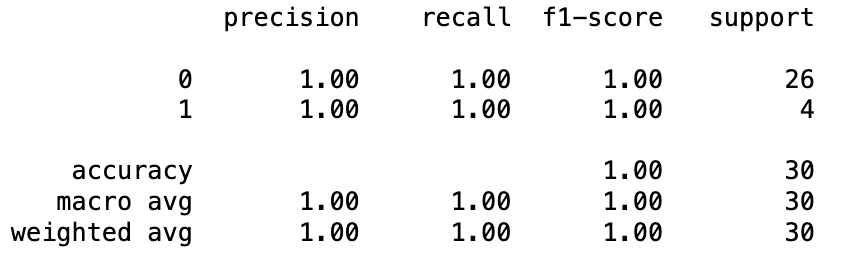 precision recall f1-score support
0 1.00 1.00 1.00 26
1 1.00 1.00 1.00 4
accuracy 1.00 30
macro avg 1.00 1.00 1.00 30
weighted avg 1.00 1.00 1.00 30